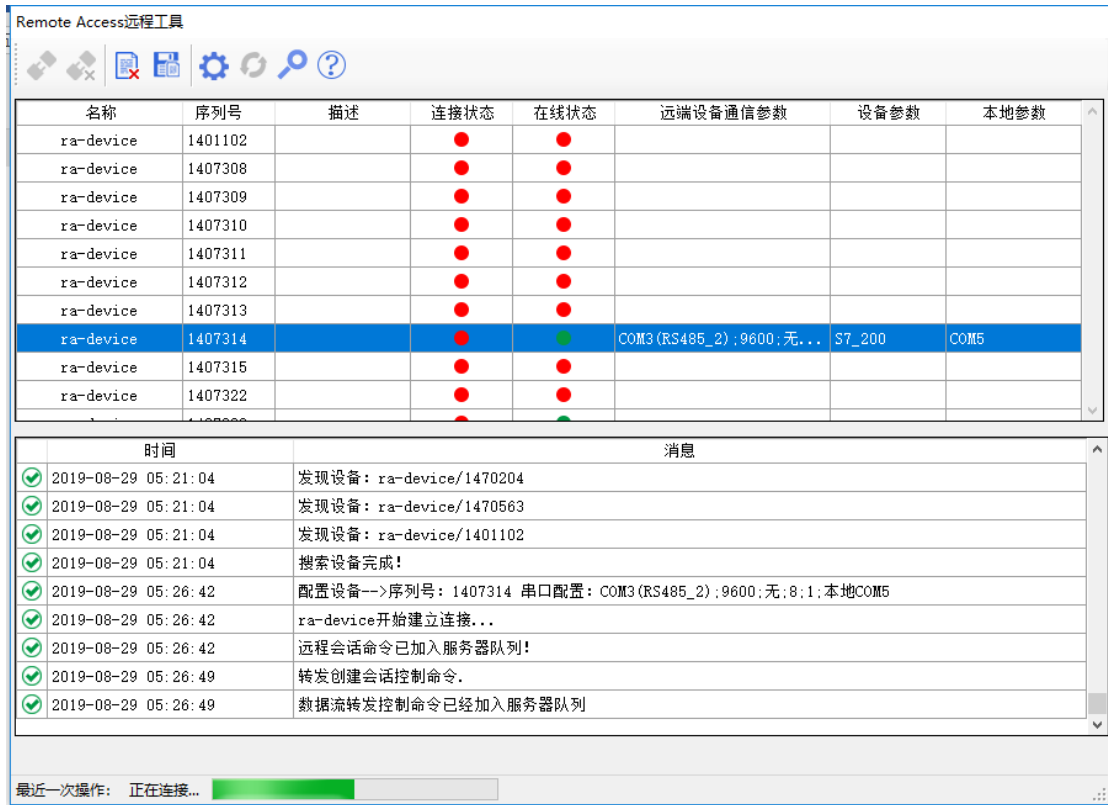 Remote Access远程工具
名称 序列号 描述 连接状态 在线状态 远端设备通信参数 设备参数 本地参数
ra-device 1401102
ra-device 1407308
ra-device 1407309
ra-device 1407310
ra-device 1407311
ra-device 1407312
ra-device 1407313
ra-device 1407314 COM3(RS485_2);9600;无... S7_200 COM5
ra-device 1407315
ra-device 1407322
时间 消息
2019-08-29 05:21:04 发现设备: ra-device/1470204
2019-08-29 05:21:04 发现设备: ra-device/1470563
2019-08-29 05:21:04 发现设备: ra-device/1401102
2019-08-29 05:21:04 搜索设备完成!
2019-08-29 05:26:42 配置设备-->序列号: 1407314 串口配置: COM3(RS485_2);9600;无;8;1;本地COM5
2019-08-29 05:26:42 ra-device开始建立连接...
2019-08-29 05:26:42 远程会话命令已加入服务器队列!
2019-08-29 05:26:49 转发创建会话控制命令.
2019-08-29 05:26:49 数据流转发控制命令已经加入服务器队列
最近一次操作: 正在连接...